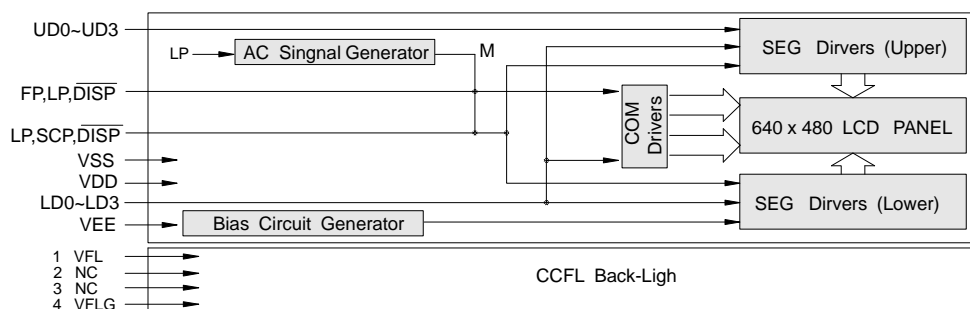 UD0~UD3
LP
AC Singnal Generator
M
SEG Dirvers (Upper)
FP,LP,DISP
COM
Drivers
640 x 480 LCD PANEL
LP,SCP,DISP
VSS
VDD
LD0~LD3
SEG Dirvers (Lower)
VEE
Bias Circuit Generator
1 VFL
2 NC
3 NC
4 VFLG
CCFL Back-Ligh